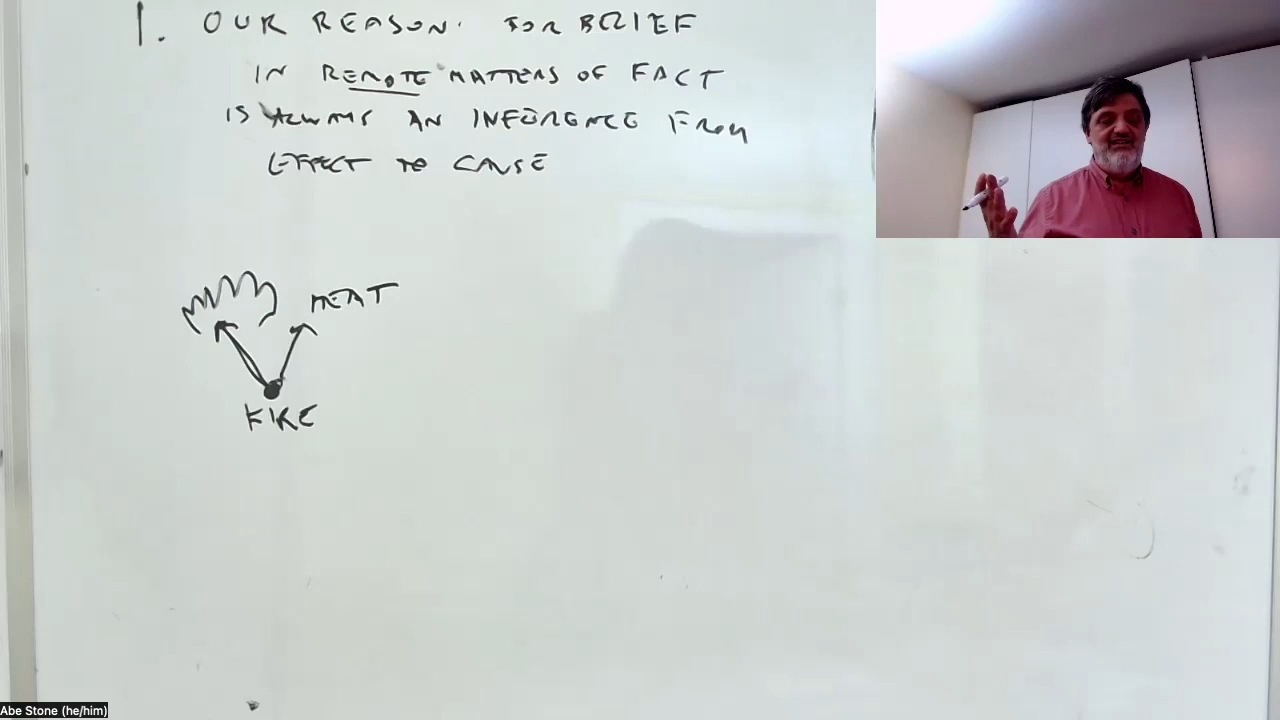 1. OUR REASON FOR BELIEF
IN REMOTE MATTERS OF FACT
IS ALWAYS AN INFERENCE FROM
EFFECT TO CAUSE
HEAT
FIRE
Abe Stone (he/him)